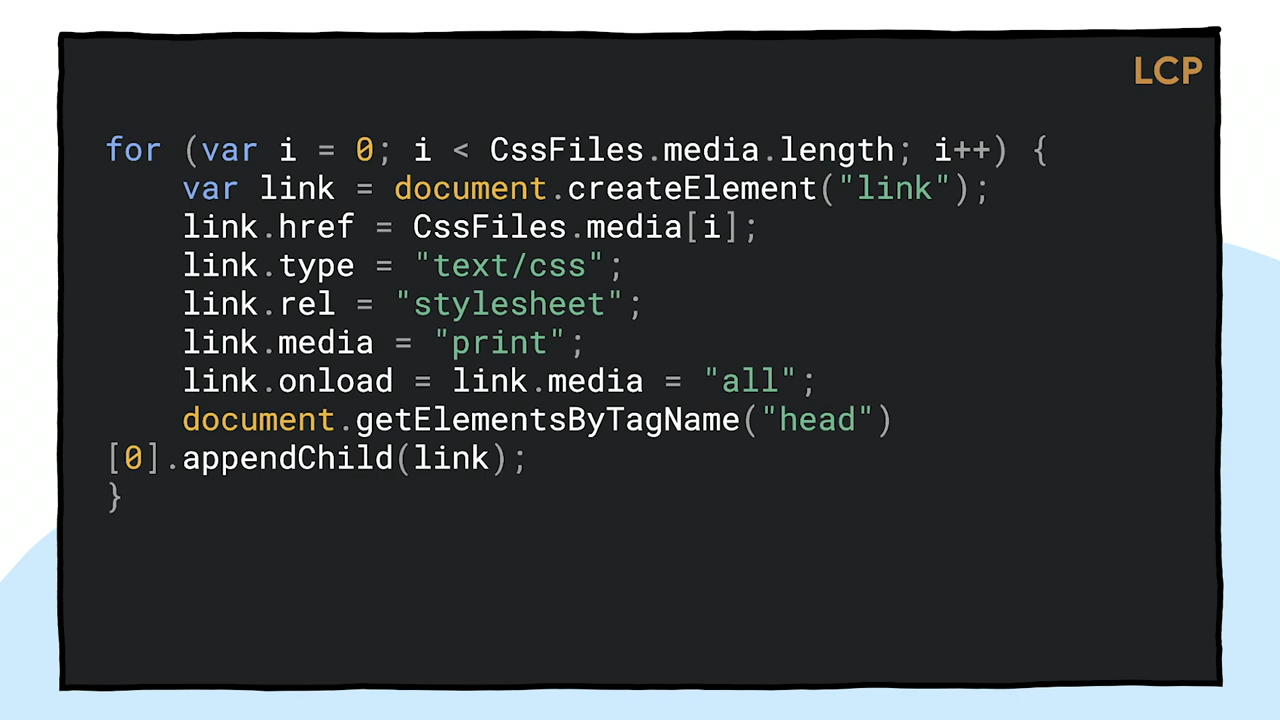 LCP
for (var i = 0; i < CssFiles.media.length; i++) {
    var link = document.createElement("link");
    link.href = CssFiles.media[i];
    link.type = "text/css";
    link.rel = "stylesheet";
    link.media = "print";
    link.onload = link.media = "all";
    document.getElementsByTagName("head")
[0].appendChild(link);
}